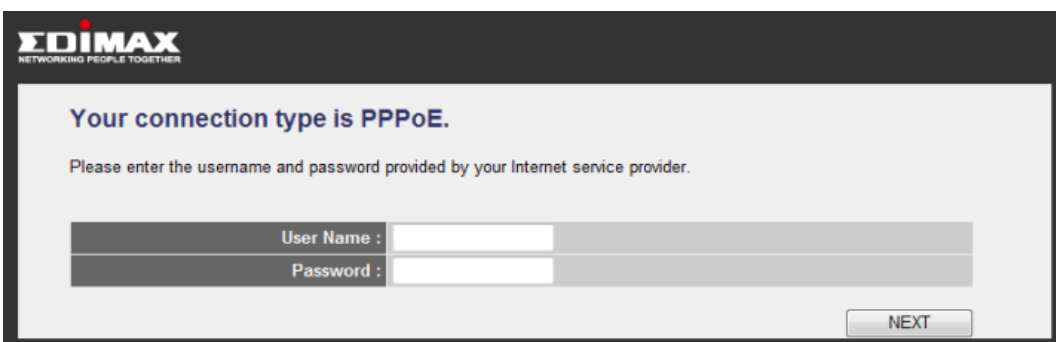 EDIMAX
NETWORKING PEOPLE TOGETHER
Your connection type is PPPoE.
Please enter the username and password provided by your Internet service provider.
User Name :
Password :
NEXT